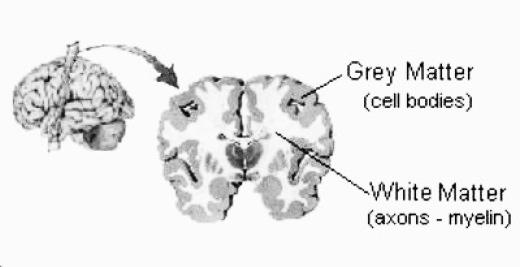 Grey Matter
(cell bodies)
White Matter
(axons - myelin)